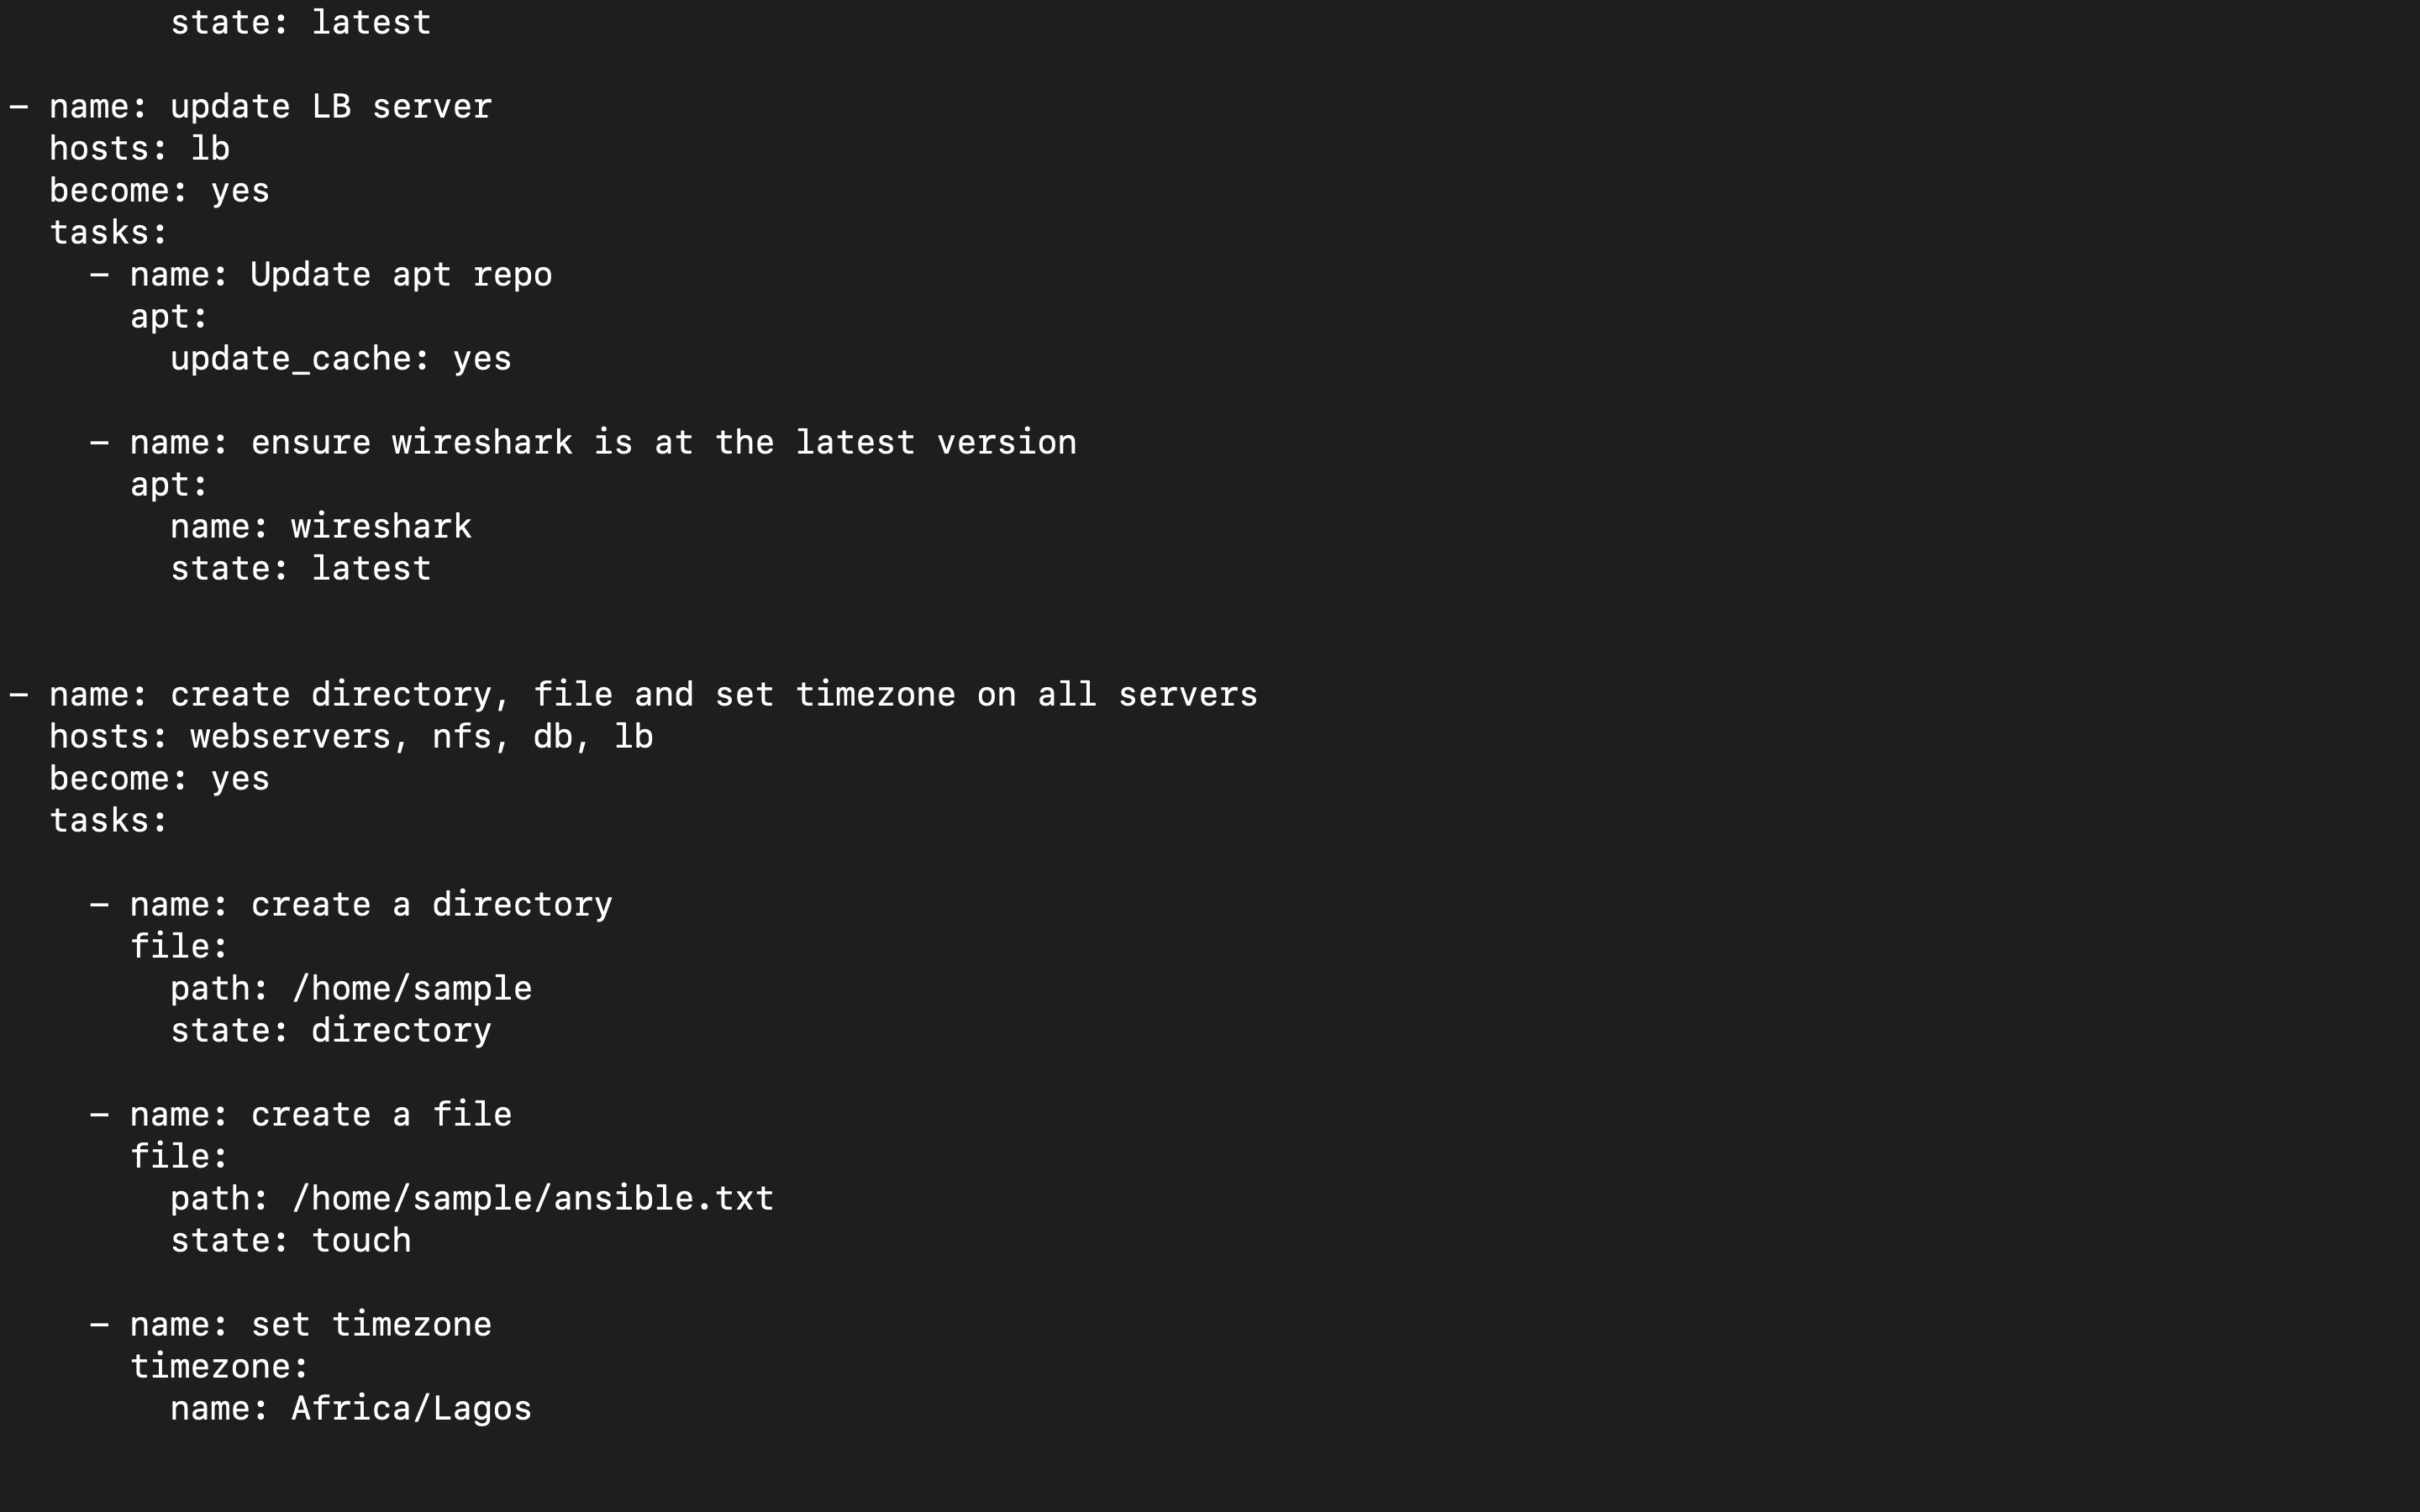 state: latest

- name: update LB server
  hosts: lb
  become: yes
  tasks:
    - name: Update apt repo
      apt:
        update_cache: yes

    - name: ensure wireshark is at the latest version
      apt:
        name: wireshark
        state: latest


- name: create directory, file and set timezone on all servers
  hosts: webservers, nfs, db, lb
  become: yes
  tasks:

    - name: create a directory
      file:
        path: /home/sample
        state: directory

    - name: create a file
      file:
        path: /home/sample/ansible.txt
        state: touch

    - name: set timezone
      timezone:
        name: Africa/Lagos